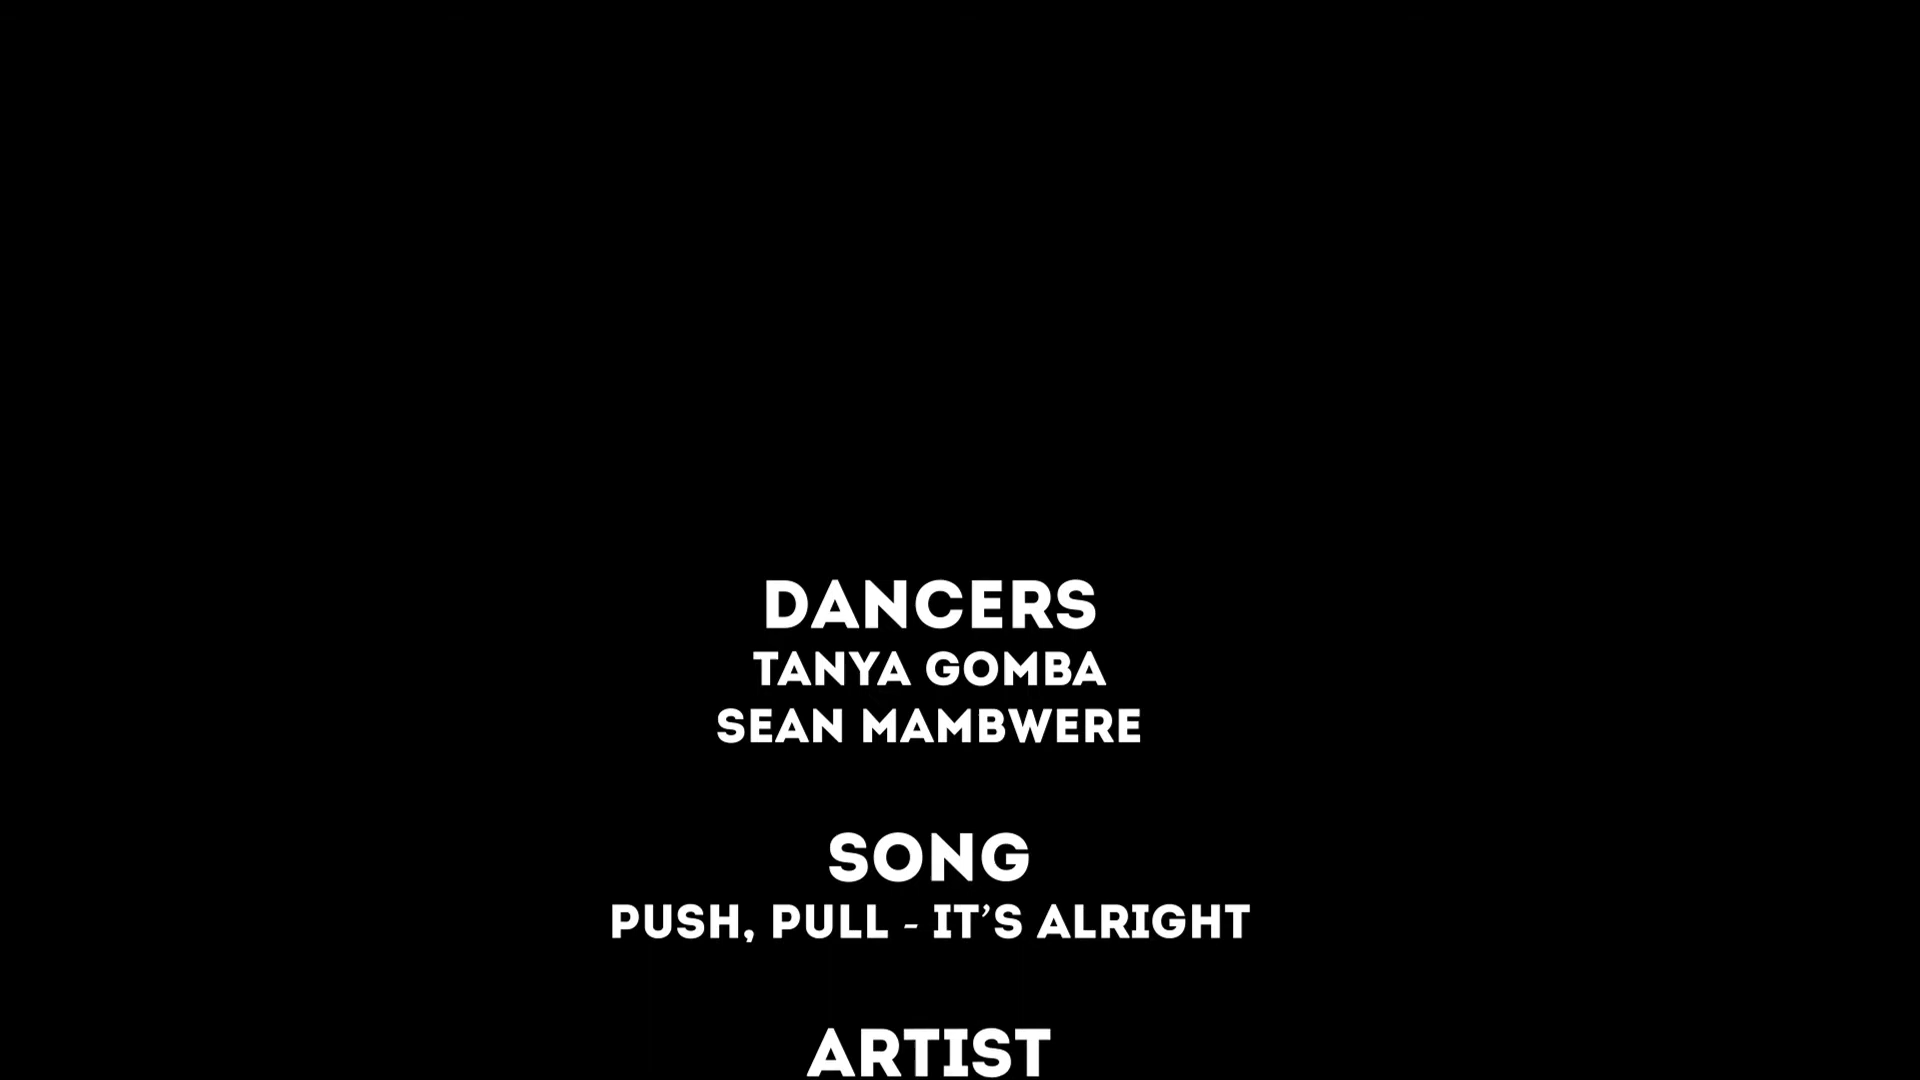 DANCERS
TANYA GOMBA
SEAN MAMBWERE
SONG
PUSH, PULL - IT’S ALRIGHT
ARTIST